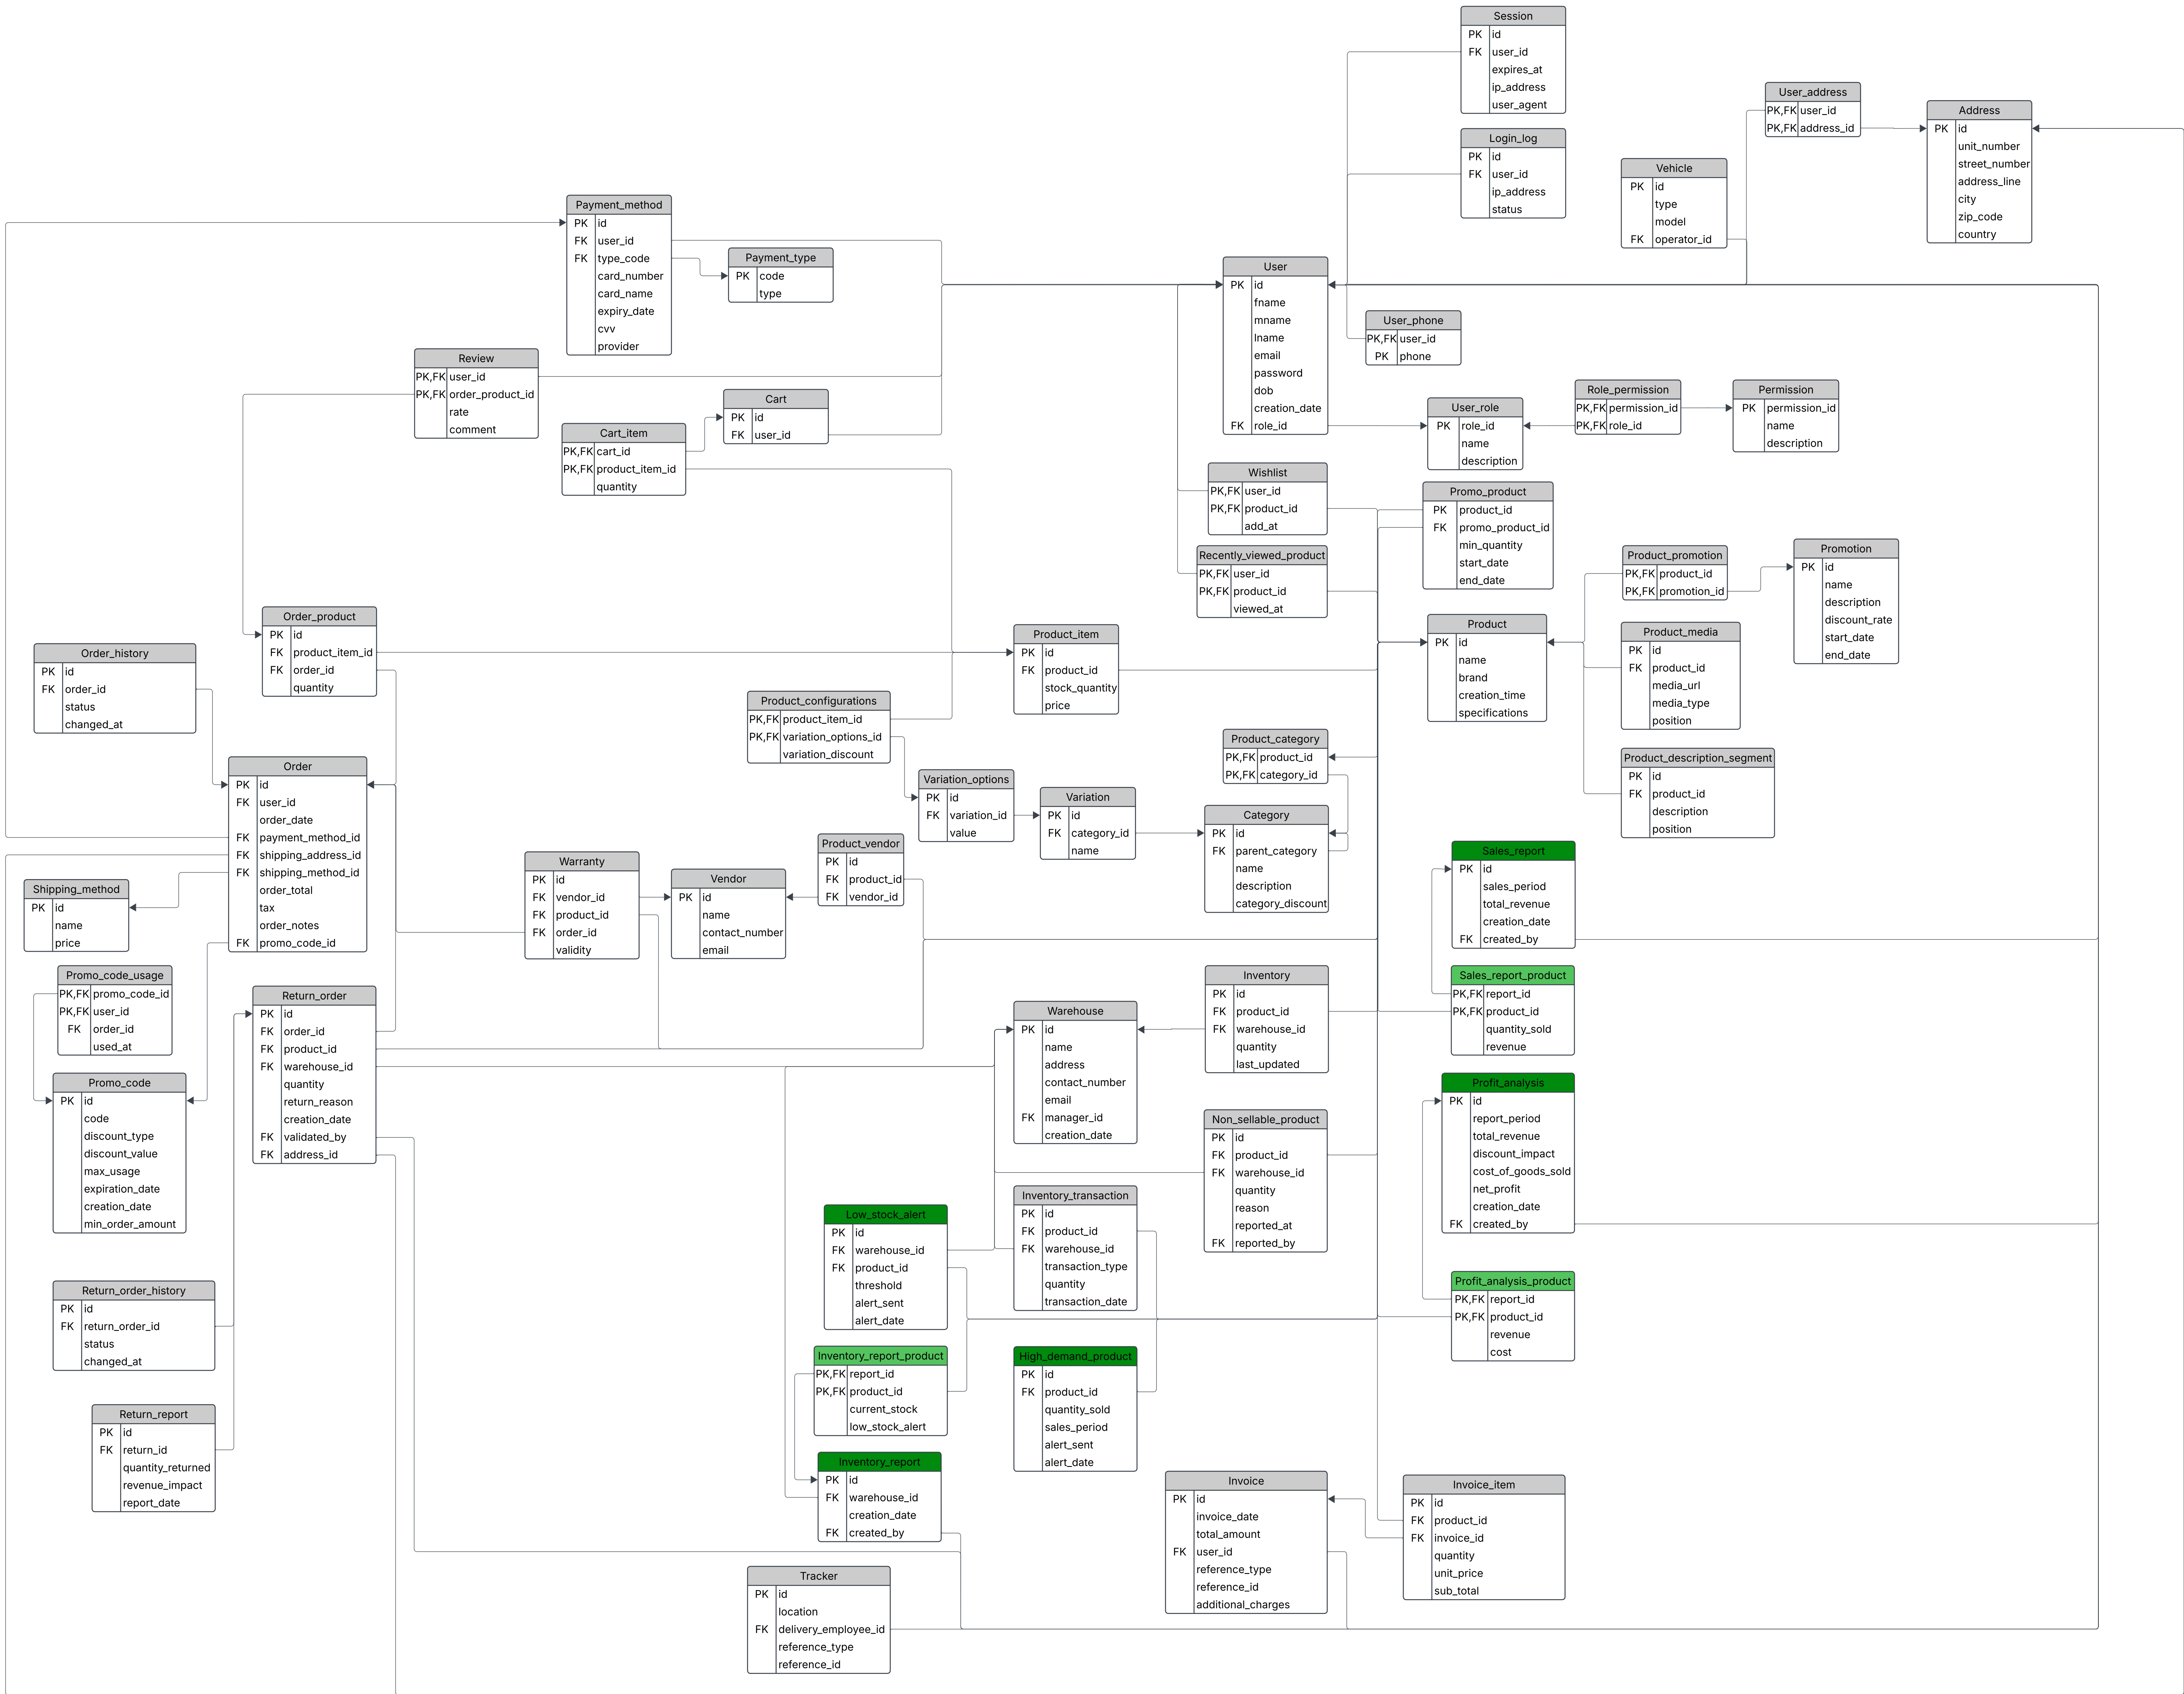 Session
PK id
FK user_id
expires_at
ip_address
user_agent
Login_log
PK id
FK user_id
ip_address
status
User_address
PK,FK user_id
PK,FK address_id
Address
PK id
unit_number
street_number
address_line
city
zip_code
country
Vehicle
PK id
type
model
FK operator_id
Payment_method
PK id
FK user_id
FK type_code
card_number
card_name
expiry_date
cvv
provider
Payment_type
PK code
type
User
PK id
fname
mname
lname
email
password
dob
creation_date
FK role_id
User_phone
PK,FK user_id
PK phone
Review
PK,FK user_id
PK,FK order_product_id
rate
comment
Cart
PK id
FK user_id
Cart_item
PK,FK cart_id
PK,FK product_item_id
quantity
User_role
PK role_id
name
description
Role_permission
PK,FK permission_id
PK,FK role_id
Permission
PK permission_id
name
description
Wishlist
PK,FK user_id
PK,FK product_id
add_at
Promo_product
PK product_id
FK promo_product_id
min_quantity
start_date
end_date
Recently_viewed_product
PK,FK user_id
PK,FK product_id
viewed_at
Product_promotion
PK,FK product_id
PK,FK promotion_id
Promotion
PK id
name
description
discount_rate
start_date
end_date
Order_product
PK id
FK product_item_id
FK order_id
quantity
Order_history
PK id
FK order_id
status
changed_at
Product_item
PK id
FK product_id
stock_quantity
price
Product
PK id
name
brand
creation_time
specifications
Product_media
PK id
FK product_id
media_url
media_type
position
Product_configurations
PK,FK product_item_id
PK,FK variation_options_id
variation_discount
Product_category
PK,FK product_id
PK,FK category_id
Product_description_segment
PK id
FK product_id
description
position
Order
PK id
FK user_id
order_date
FK payment_method_id
FK shipping_address_id
FK shipping_method_id
order_total
tax
order_notes
FK promo_code_id
Variation_options
PK id
FK variation_id
value
Variation
PK id
FK category_id
name
Category
PK id
FK parent_category
name
description
category_discount
Product_vendor
PK id
FK product_id
FK vendor_id
Warranty
PK id
FK vendor_id
FK product_id
FK order_id
validity
Vendor
PK id
name
contact_number
email
Sales_report
PK id
sales_period
total_revenue
creation_date
FK created_by
Shipping_method
PK id
name
price
Promo_code_usage
PK,FK promo_code_id
PK,FK user_id
FK order_id
used_at
Return_order
PK id
FK order_id
FK product_id
FK warehouse_id
quantity
return_reason
creation_date
FK validated_by
FK address_id
Inventory
PK id
FK product_id
FK warehouse_id
quantity
last_updated
Sales_report_product
PK,FK report_id
PK,FK product_id
quantity_sold
revenue
Warehouse
PK id
name
address
contact_number
email
FK manager_id
creation_date
Promo_code
PK id
code
discount_type
discount_value
max_usage
expiration_date
creation_date
min_order_amount
Profit_analysis
PK id
report_period
total_revenue
discount_impact
cost_of_goods_sold
net_profit
creation_date
FK created_by
Non_sellable_product
PK id
FK product_id
FK warehouse_id
quantity
reason
reported_at
FK reported_by
Inventory_transaction
PK id
FK product_id
FK warehouse_id
transaction_type
quantity
transaction_date
Low_stock_alert
PK id
FK warehouse_id
FK product_id
threshold
alert_sent
alert_date
Return_order_history
PK id
FK return_order_id
status
changed_at
Profit_analysis_product
PK,FK report_id
PK,FK product_id
revenue
cost
Inventory_report_product
PK,FK report_id
PK,FK product_id
current_stock
low_stock_alert
High_demand_product
PK id
FK product_id
quantity_sold
sales_period
alert_sent
alert_date
Return_report
PK id
FK return_id
quantity_returned
revenue_impact
report_date
Inventory_report
PK id
FK warehouse_id
creation_date
FK created_by
Invoice
PK id
invoice_date
total_amount
FK user_id
reference_type
reference_id
additional_charges
Invoice_item
PK id
FK product_id
FK invoice_id
quantity
unit_price
sub_total
Tracker
PK id
location
FK delivery_employee_id
reference_type
reference_id